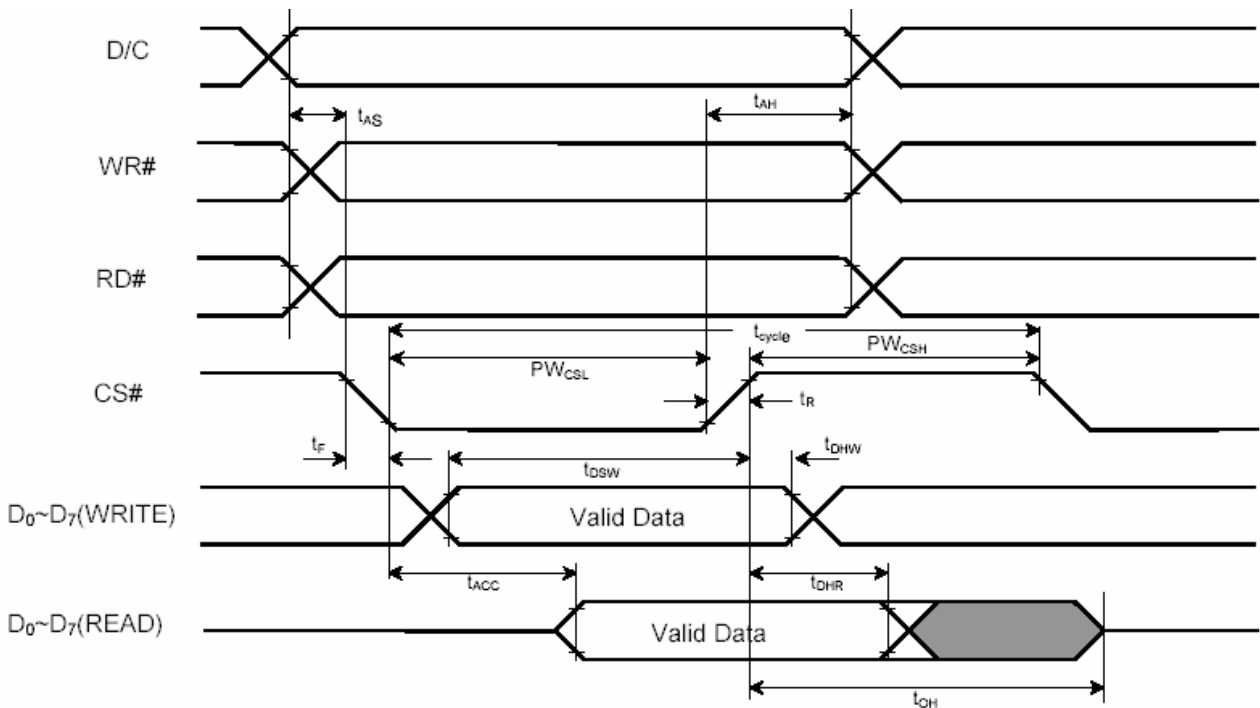 D/C
tAS
tAH
WR#
RD#
tcycle
PWCSL
PWCSH
CS#
tR
tF
tDSW
tDHW
D0~D7(WRITE)
Valid Data
tACC
tDHR
D0~D7(READ)
Valid Data
tOH